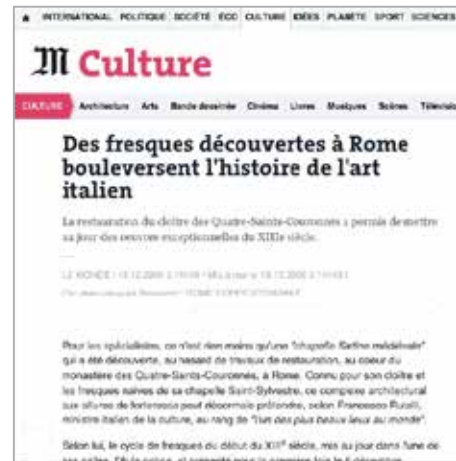 INTERNATIONAL POLITIQUE SOCIÉTÉ ÉCO CULTURE IDÉES PLANÈTE SPORT SCIENCES
M Culture
CULTURE Architecture Arts Bande dessinée Cinéma Livres Musiques Scènes Télévisio
Des fresques découvertes à Rome
bouleversent l'histoire de l'art
italien
La restauration du cloître des Quatre-Saints-Couronnés a permis de mettre
au jour des oeuvres exceptionnelles du XIIIe siècle.
LE MONDE
Pour les spécialistes, ce n'est rien moins qu'une "chapelle Sixtine médiévale"
qui a été découverte, au hasard de travaux de restauration, au coeur du
monastère des Quatre-Saints-Couronnés, à Rome. Connu pour son cloître et
les fresques naïves de sa chapelle Saint-Sylvestre, ce complexe architectural
aux allures de forteresse peut désormais prétendre, selon Francesco Rutelli,
ministre italien de la culture, au rang de "l'un des plus beaux lieux au monde".
Selon lui, le cycle de fresques du début du XIIIe siècle, mis au jour dans l'une de